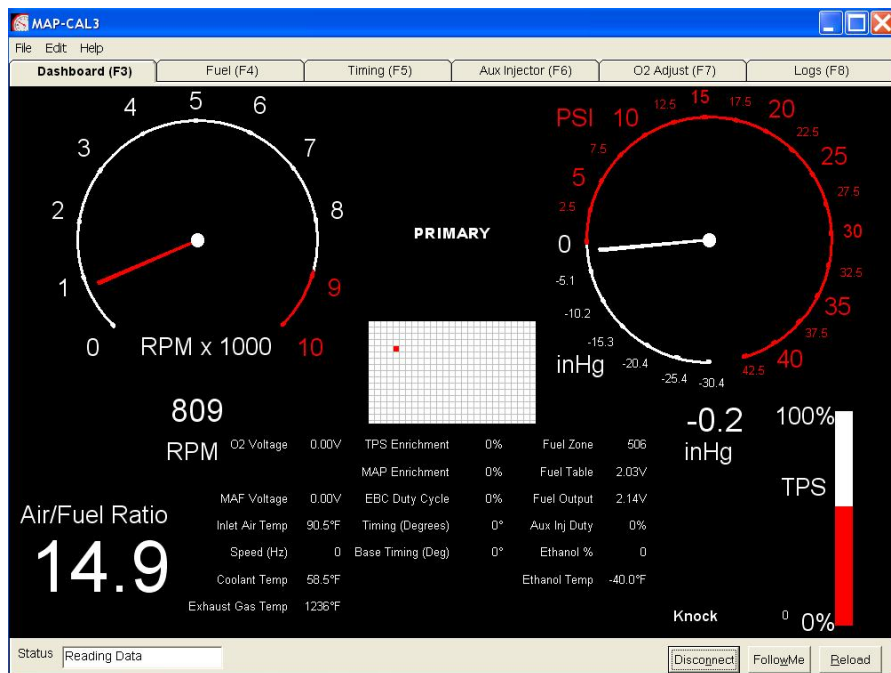 MAP-CAL3
File Edit Help
Dashboard (F3) Fuel (F4) Timing (F5) Aux Injector (F6) O2 Adjust (F7) Logs (F8)
0 1 2 3 4 5 6 7 8 9 10
RPM x 1000
809
RPM
PRIMARY
PSI
42.5 40 37.5 35 32.5 30 27.5 25 22.5 20 17.5 15 12.5 10 7.5 5 2.5 0 -5.1 -10.2 -15.3 -20.4 -25.4 -30.4
inHg
-0.2
inHg
100%
TPS
0%
O2 Voltage 0.00V TPS Enrichment 0% Fuel Zone 506
MAP Enrichment 0% Fuel Table 2.03V
MAF Voltage 0.00V EBC Duty Cycle 0% Fuel Output 2.14V
Inlet Air Temp 90.5°F Timing (Degrees) 0° Aux Inj Duty 0%
Speed (Hz) 0 Base Timing (Deg) 0° Ethanol % 0
Coolant Temp 58.5°F Ethanol Temp -40.0°F
Exhaust Gas Temp 1236°F
Air/Fuel Ratio
14.9
Knock 0
Status Reading Data
Disconnect FollowMe Reload